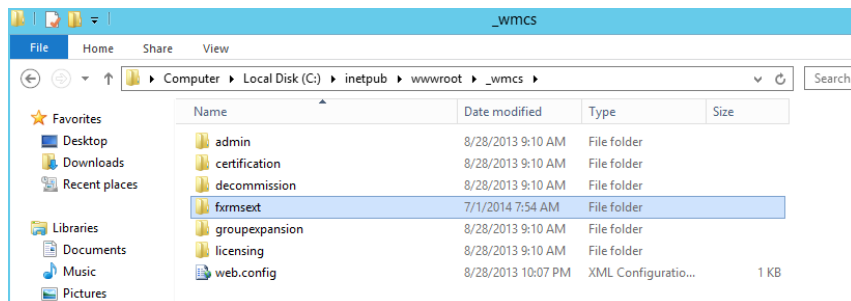 _wmcs
File Home Share View
Computer Local Disk (C:) inetpub wwwroot _wmcs Search
Favorites
Desktop
Downloads
Recent places
Libraries
Documents
Music
Pictures
Name Date modified Type Size
admin 8/28/2013 9:10 AM File folder
certification 8/28/2013 9:10 AM File folder
decommission 8/28/2013 9:10 AM File folder
fxrmsext 7/1/2014 7:54 AM File folder
groupexpansion 8/28/2013 9:10 AM File folder
licensing 8/28/2013 9:10 AM File folder
web.config 8/28/2013 10:07 PM XML Configuratio... 1 KB